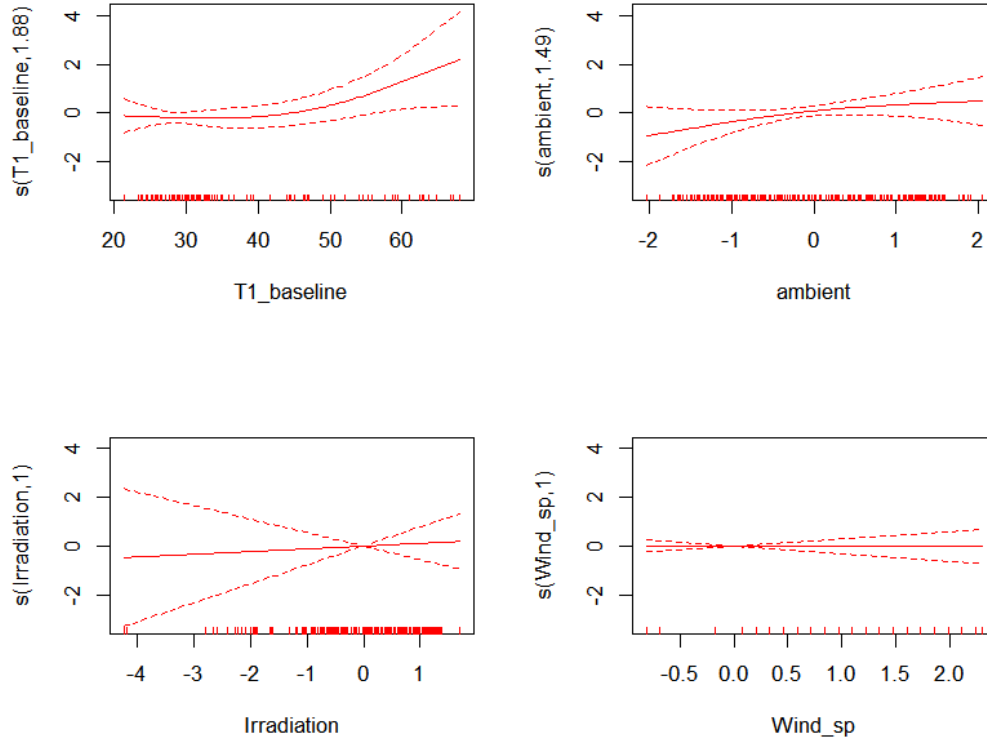 s(T1_baseline,1.88)
4
2
0
-2
20 30 40 50 60
T1_baseline
s(ambient,1.49)
4
2
0
-2
-2 -1 0 1 2
ambient
s(Irradiation,1)
4
2
0
-2
-4 -3 -2 -1 0 1
Irradiation
s(Wind_sp,1)
4
2
0
-2
-0.5 0.0 0.5 1.0 1.5 2.0
Wind_sp